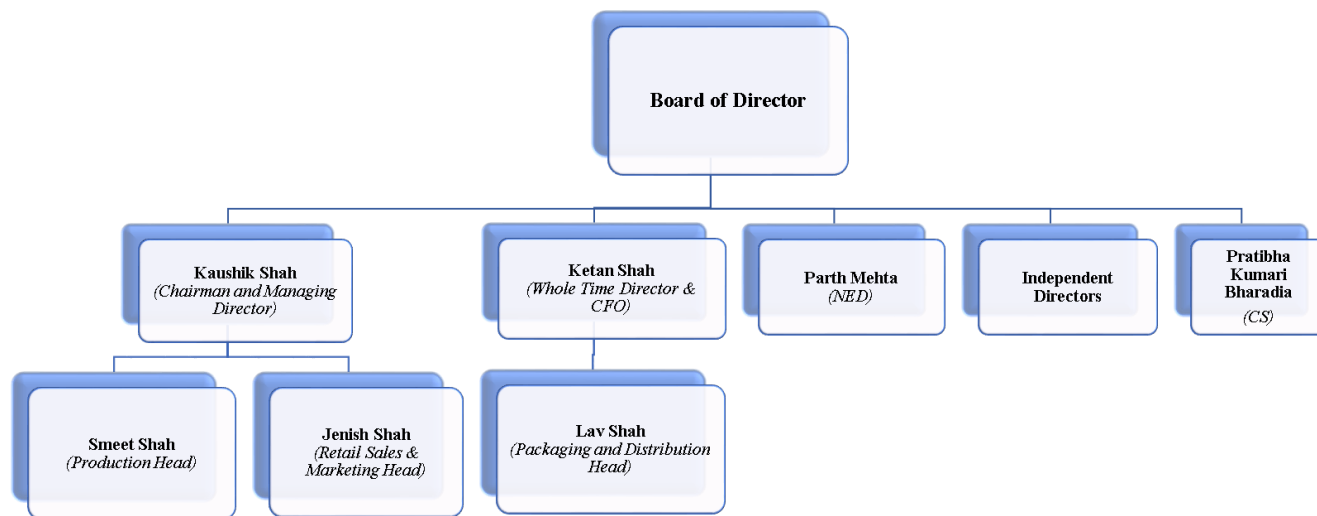 Board of Director
Kaushik Shah
(Chairman and Managing
Director)
Ketan Shah
(Whole Time Director &
CFO)
Parth Mehta
(NED)
Independent
Directors
Pratibha
Kumari
Bharadia
(CS)
Smeet Shah
(Production Head)
Jenish Shah
(Retail Sales &
Marketing Head)
Lav Shah
(Packaging and Distribution
Head)